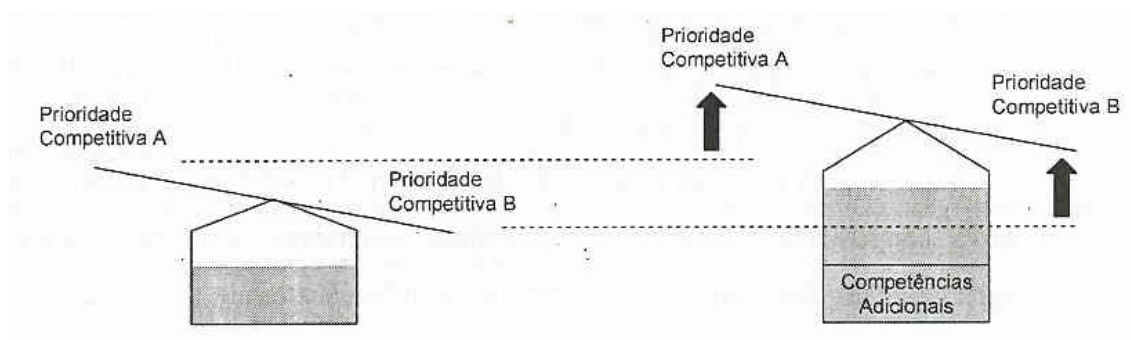 Prioridade
Competitiva A
Prioridade
Competitiva B
Prioridade
Competitiva A
Prioridade
Competitiva B
Competências
Adicionais